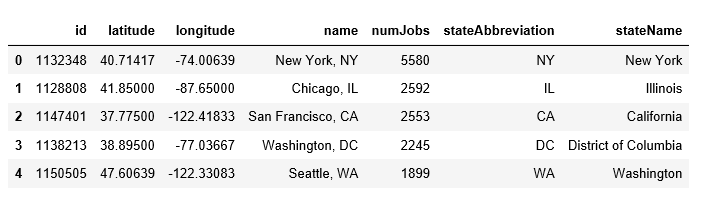 id latitude longitude name numJobs stateAbbreviation stateName
0 1132348 40.71417 -74.00639 New York, NY 5580 NY New York
1 1128808 41.85000 -87.65000 Chicago, IL 2592 IL Illinois
2 1147401 37.77500 -122.41833 San Francisco, CA 2553 CA California
3 1138213 38.89500 -77.03667 Washington, DC 2245 DC District of Columbia
4 1150505 47.60639 -122.33083 Seattle, WA 1899 WA Washington